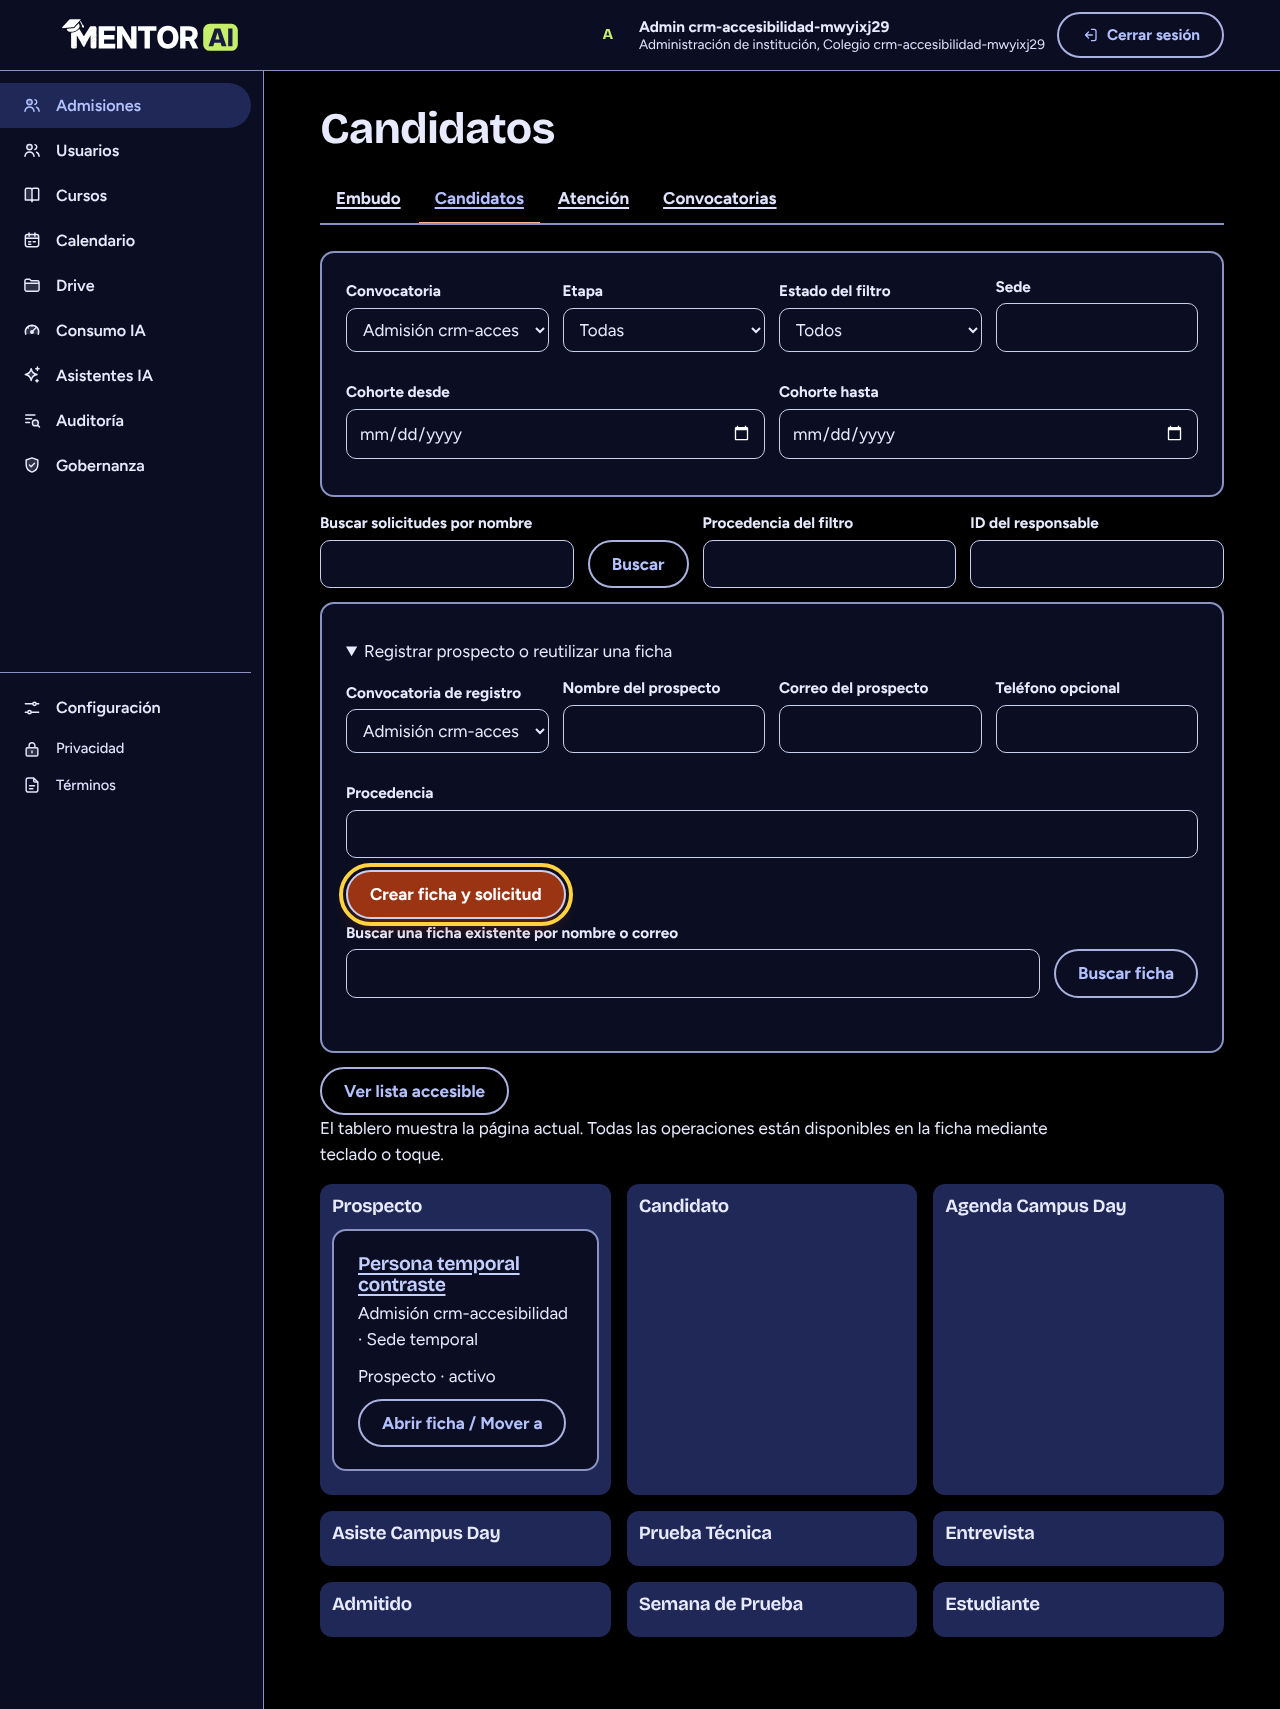 MENTOR AI
A
Admin crm-accesibilidad-mwyixj29
Administración de institución, Colegio crm-accesibilidad-mwyixj29
Cerrar sesión
Admisiones
Usuarios
Cursos
Calendario
Drive
Consumo IA
Asistentes IA
Auditoría
Gobernanza
Configuración
Privacidad
Términos
Candidatos
Embudo
Candidatos
Atención
Convocatorias
Convocatoria
Etapa
Estado del filtro
Sede
Admisión crm-acces
Todas
Todos
Cohorte desde
Cohorte hasta
mm/dd/yyyy
mm/dd/yyyy
Buscar solicitudes por nombre
Buscar
Procedencia del filtro
ID del responsable
Registrar prospecto o reutilizar una ficha
Convocatoria de registro
Nombre del prospecto
Correo del prospecto
Teléfono opcional
Admisión crm-acces
Procedencia
Crear ficha y solicitud
Buscar una ficha existente por nombre o correo
Buscar ficha
Ver lista accesible
El tablero muestra la página actual. Todas las operaciones están disponibles en la ficha mediante
teclado o toque.
Prospecto
Persona temporal
contraste
Admisión crm-accesibilidad
· Sede temporal
Prospecto · activo
Abrir ficha / Mover a
Candidato
Agenda Campus Day
Asiste Campus Day
Prueba Técnica
Entrevista
Admitido
Semana de Prueba
Estudiante